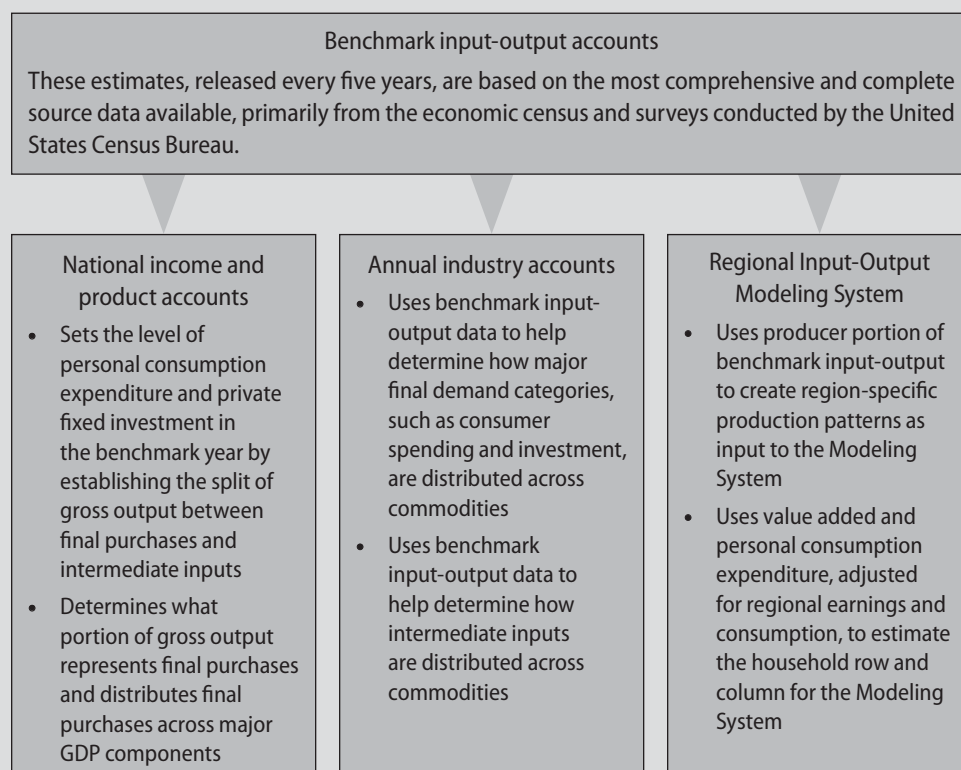 Benchmark input-output accounts
These estimates, released every five years, are based on the most comprehensive and complete
source data available, primarily from the economic census and surveys conducted by the United
States Census Bureau.
National income and
product accounts
• Sets the level of
personal consumption
expenditure and private
fixed investment in
the benchmark year by
establishing the split of
gross output between
final purchases and
intermediate inputs
• Determines what
portion of gross output
represents final purchases
and distributes final
purchases across major
GDP components
Annual industry accounts
• Uses benchmark input-
output data to help
determine how major
final demand categories,
such as consumer
spending and investment,
are distributed across
commodities
• Uses benchmark
input-output data to
help determine how
intermediate inputs
are distributed across
commodities
Regional Input-Output
Modeling System
• Uses producer portion of
benchmark input-output
to create region-specific
production patterns as
input to the Modeling
System
• Uses value added and
personal consumption
expenditure, adjusted
for regional earnings and
consumption, to estimate
the household row and
column for the Modeling
System